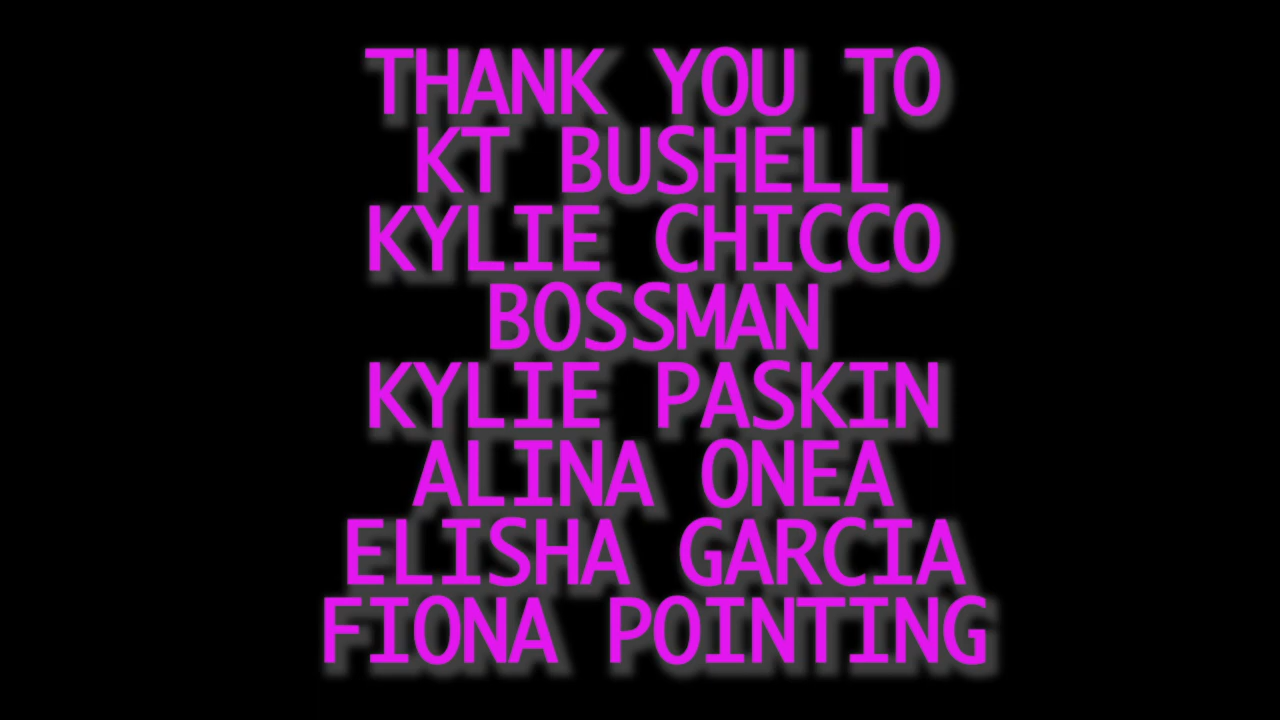 THANK YOU TO
KT BUSHELL
KYLIE CHICCO
BOSSMAN
KYLIE PASKIN
ALINA ONEA
ELISHA GARCIA
FIONA POINTING